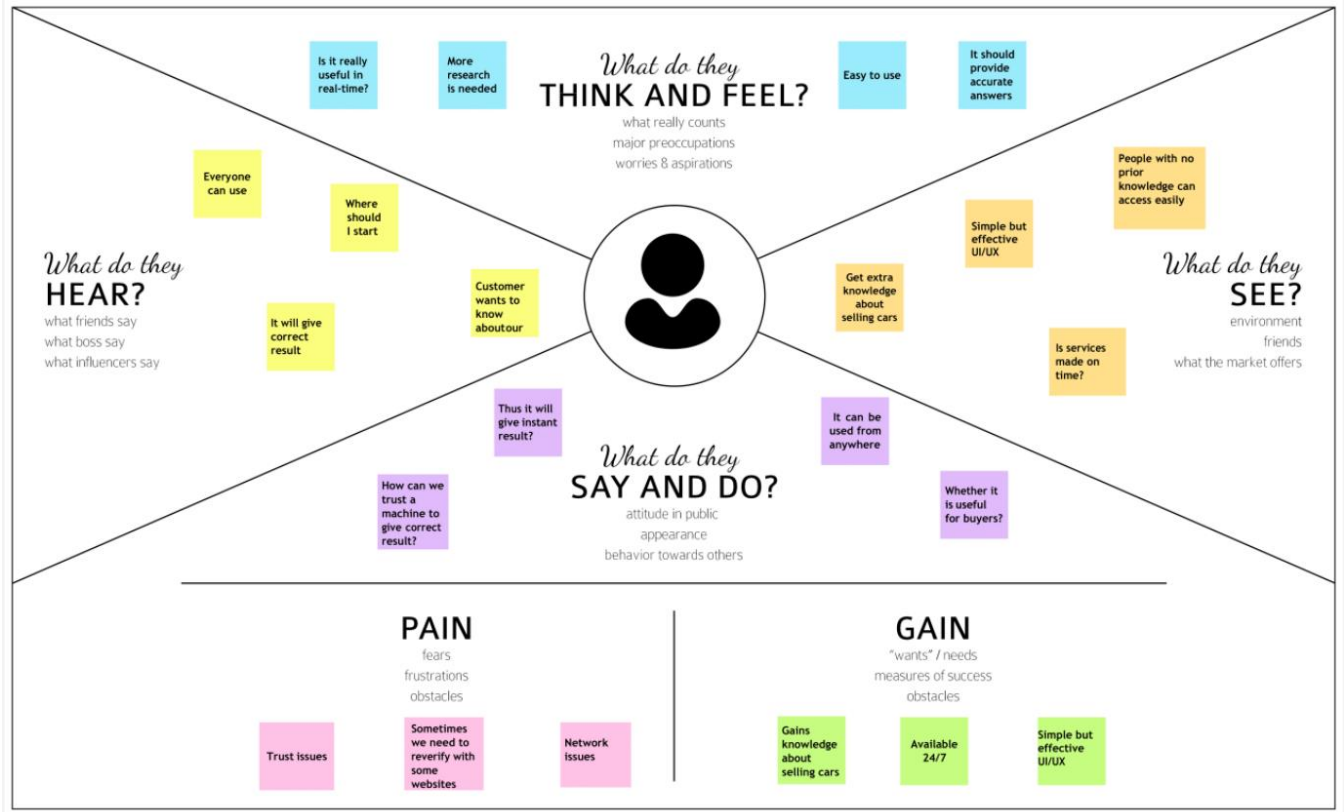 Is it really
useful in
real-time?
More
research
is needed
What do they
THINK AND FEEL?
what really counts
major preoccupations
worries & aspirations
Easy to use
It should
provide
accurate
answers
Everyone
can use
Where
should
I start
What do they
HEAR?
what friends say
what boss say
what influencers say
It will give
correct
result
Customer
wants to
know
aboutour
People with no
prior
knowledge can
access easily
Simple but
effective
UI/UX
Get extra
knowledge
about
selling cars
What do they
SEE?
environment
friends
what the market offers
Is services
made on
time?
Thus it will
give instant
result?
How can we
trust a
machine to
give correct
result?
What do they
SAY AND DO?
attitude in public
appearance
behavior towards others
It can be
used from
anywhere
Whether it
is useful
for buyers?
PAIN
fears
frustrations
obstacles
Trust issues
Sometimes
we need to
reverify with
some
websites
Network
issues
GAIN
"wants" / needs
measures of success
obstacles
Gains
knowledge
about
selling cars
Available
24/7
Simple but
effective
UI/UX